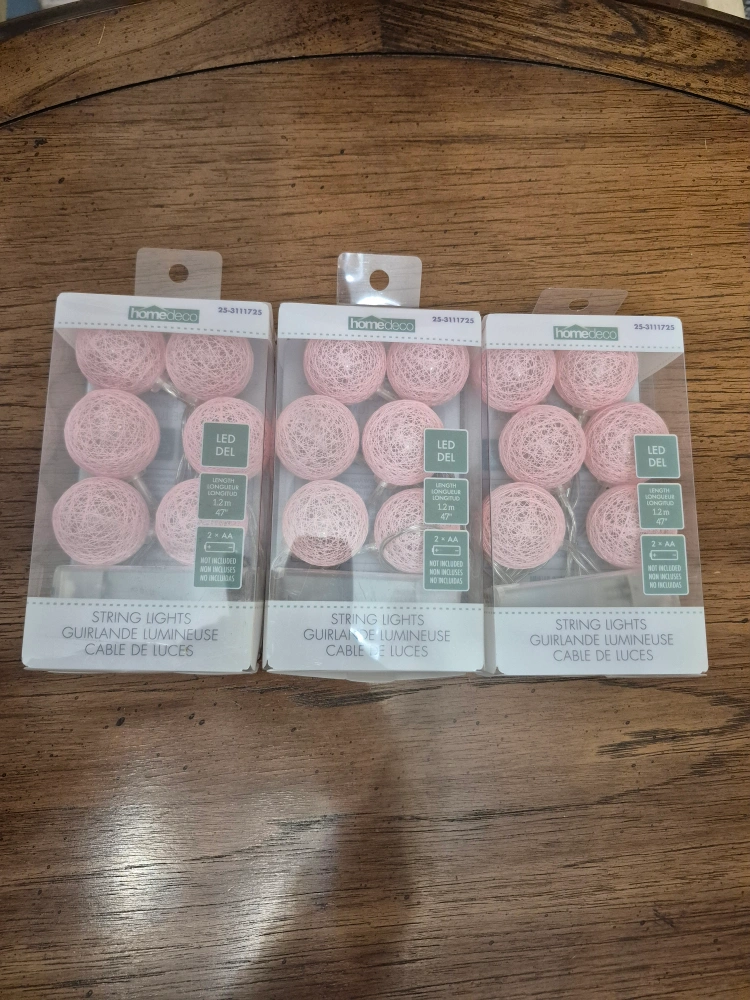 homedeco 25-3111725
LED
DEL
LENGTH
LONGUEUR
LONGITUD
1.2 m
47"
2 x AA
NOT INCLUDED
NON INCLUSES
NO INCLUIDAS
STRING LIGHTS
GUIRLANDE LUMINEUSE
CABLE DE LUCES
homedeco 25-3111725
LED
DEL
LENGTH
LONGUEUR
LONGITUD
1.2 m
47"
2 x AA
NOT INCLUDED
NON INCLUSES
NO INCLUIDAS
STRING LIGHTS
GUIRLANDE LUMINEUSE
CABLE DE LUCES
homedeco 25-3111725
LED
DEL
LENGTH
LONGUEUR
LONGITUD
1.2 m
47"
2 x AA
NOT INCLUDED
NON INCLUSES
NO INCLUIDAS
STRING LIGHTS
GUIRLANDE LUMINEUSE
CABLE DE LUCES